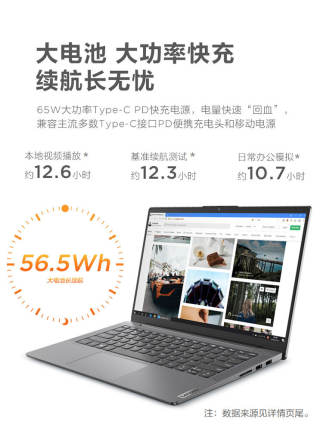 大电池 大功率快充
续航长无忧
65W大功率Type-C PD快充电源，电量快速“回血”，
兼容主流多数Type-C接口PD便携充电头和移动电源
本地视频播放* 基准续航测试* 日常办公模拟*
约12.6小时 约12.3小时 约10.7小时
56.5Wh
大电池长续航
注：数据来源见详情页尾。